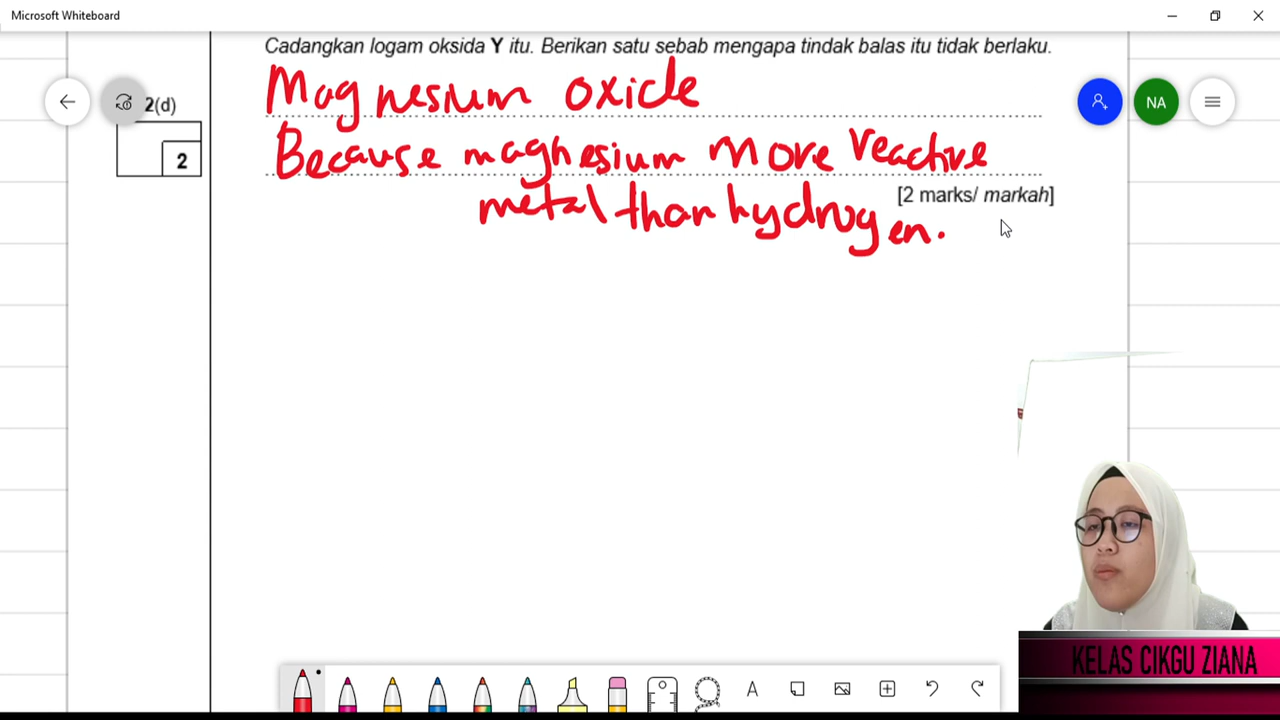 Microsoft Whiteboard
Cadangkan logam oksida Y itu. Berikan satu sebab mengapa tindak balas itu tidak berlaku.
Magnesium oxide
2(d)
NA
Because magnesium more reactive
2
[2 marks/ markah]
metal than hydrogen.
KELAS CIKGU ZIANA
A